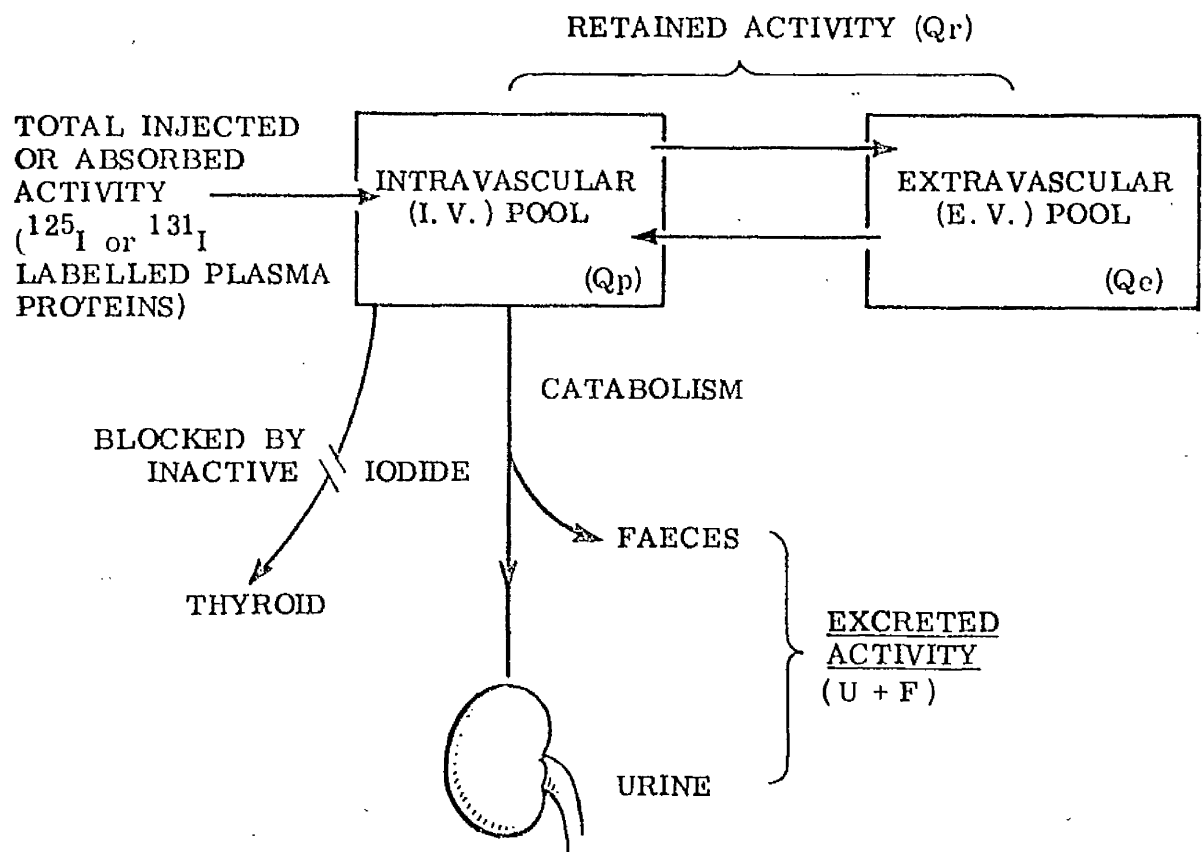 RETAINED ACTIVITY (Qr)
TOTAL INJECTED
OR ABSORBED
ACTIVITY
(¹²⁵I or ¹³¹I
LABELLED PLASMA
PROTEINS)
INTRAVASCULAR
(I. V.) POOL
(Qp)
EXTRAVASCULAR
(E. V.) POOL
(Qe)
CATABOLISM
BLOCKED BY
INACTIVE IODIDE
THYROID
FAECES
URINE
EXCRETED
ACTIVITY
(U + F)